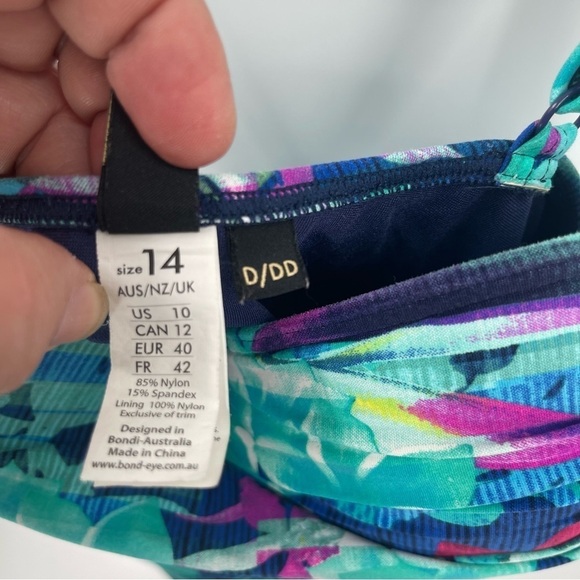 size 14
AUS/NZ/UK
US 10
CAN 12
EUR 40
FR 42
85% Nylon
15% Spandex
Lining 100% Nylon
Exclusive of trim
Designed in
Bondi-Australia
Made in China
www.bond-eye.com.au
D/DD